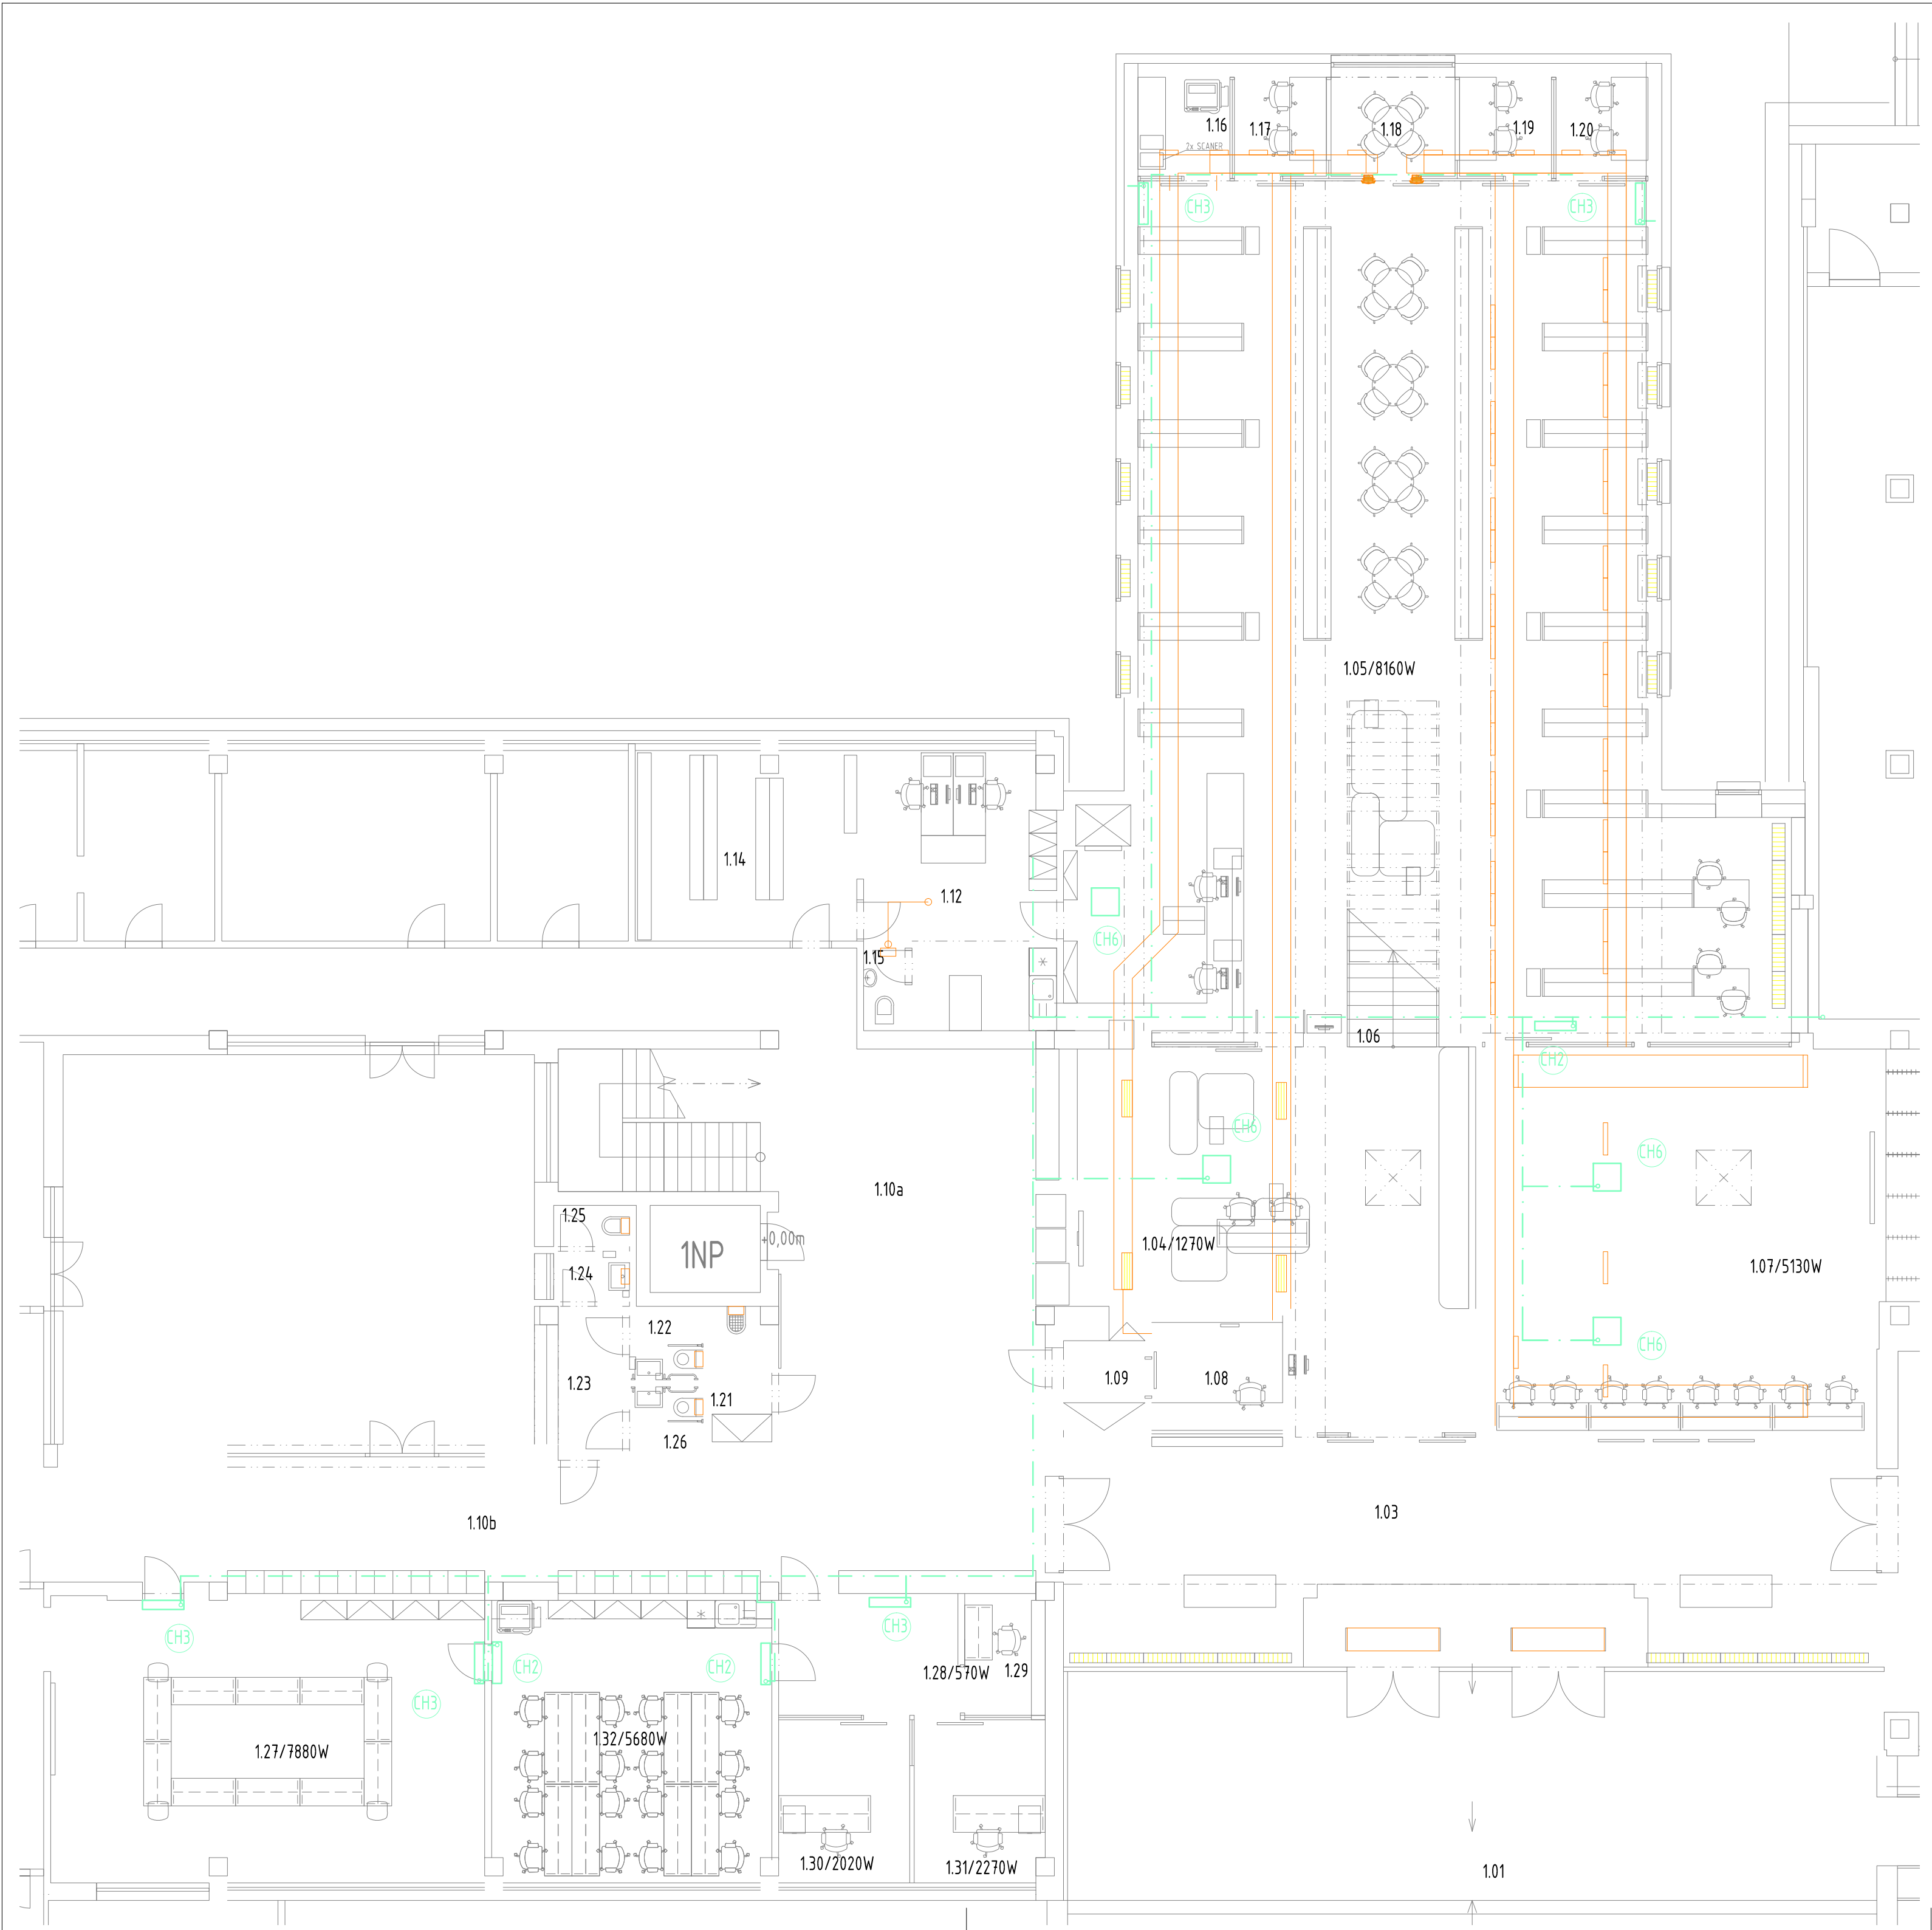 1.16
1.17
1.18
1.19
1.20
2x SCANER
CH3
CH3
1.05/8160W
1.14
1.12
CH6
1.15
1.06
CH2
CH6
CH6
1.10a
1.25
+0,00m
1NP
1.04/1270W
1.07/5130W
1.24
1.22
CH6
1.23
1.09
1.08
1.21
1.26
1.03
1.10b
CH3
CH3
CH2
CH2
1.28/570W
1.29
CH3
1.32/5680W
1.27/7880W
1.30/2020W
1.31/2270W
1.01